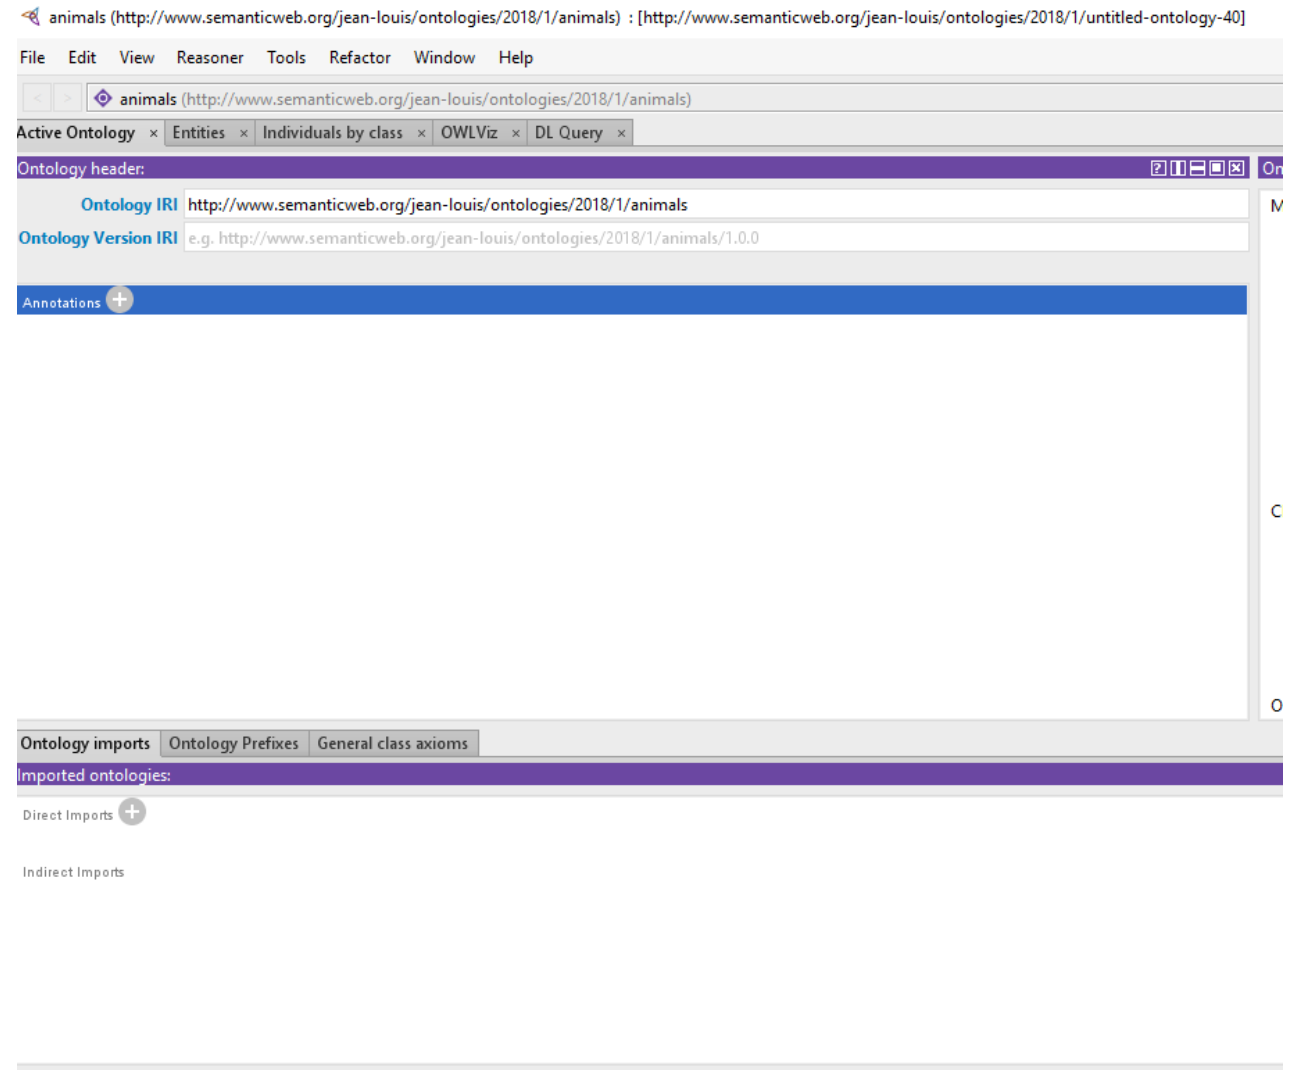 animals (http://www.semanticweb.org/jean-louis/ontologies/2018/1/animals) : [http://www.semanticweb.org/jean-louis/ontologies/2018/1/untitled-ontology-40]
File Edit View Reasoner Tools Refactor Window Help
< > animals (http://www.semanticweb.org/jean-louis/ontologies/2018/1/animals)
Active Ontology × Entities × Individuals by class × OWLViz × DL Query ×
Ontology header: On
Ontology IRI http://www.semanticweb.org/jean-louis/ontologies/2018/1/animals M
Ontology Version IRI e.g. http://www.semanticweb.org/jean-louis/ontologies/2018/1/animals/1.0.0
Annotations
C
O
Ontology imports Ontology Prefixes General class axioms
Imported ontologies:
Direct Imports
Indirect Imports